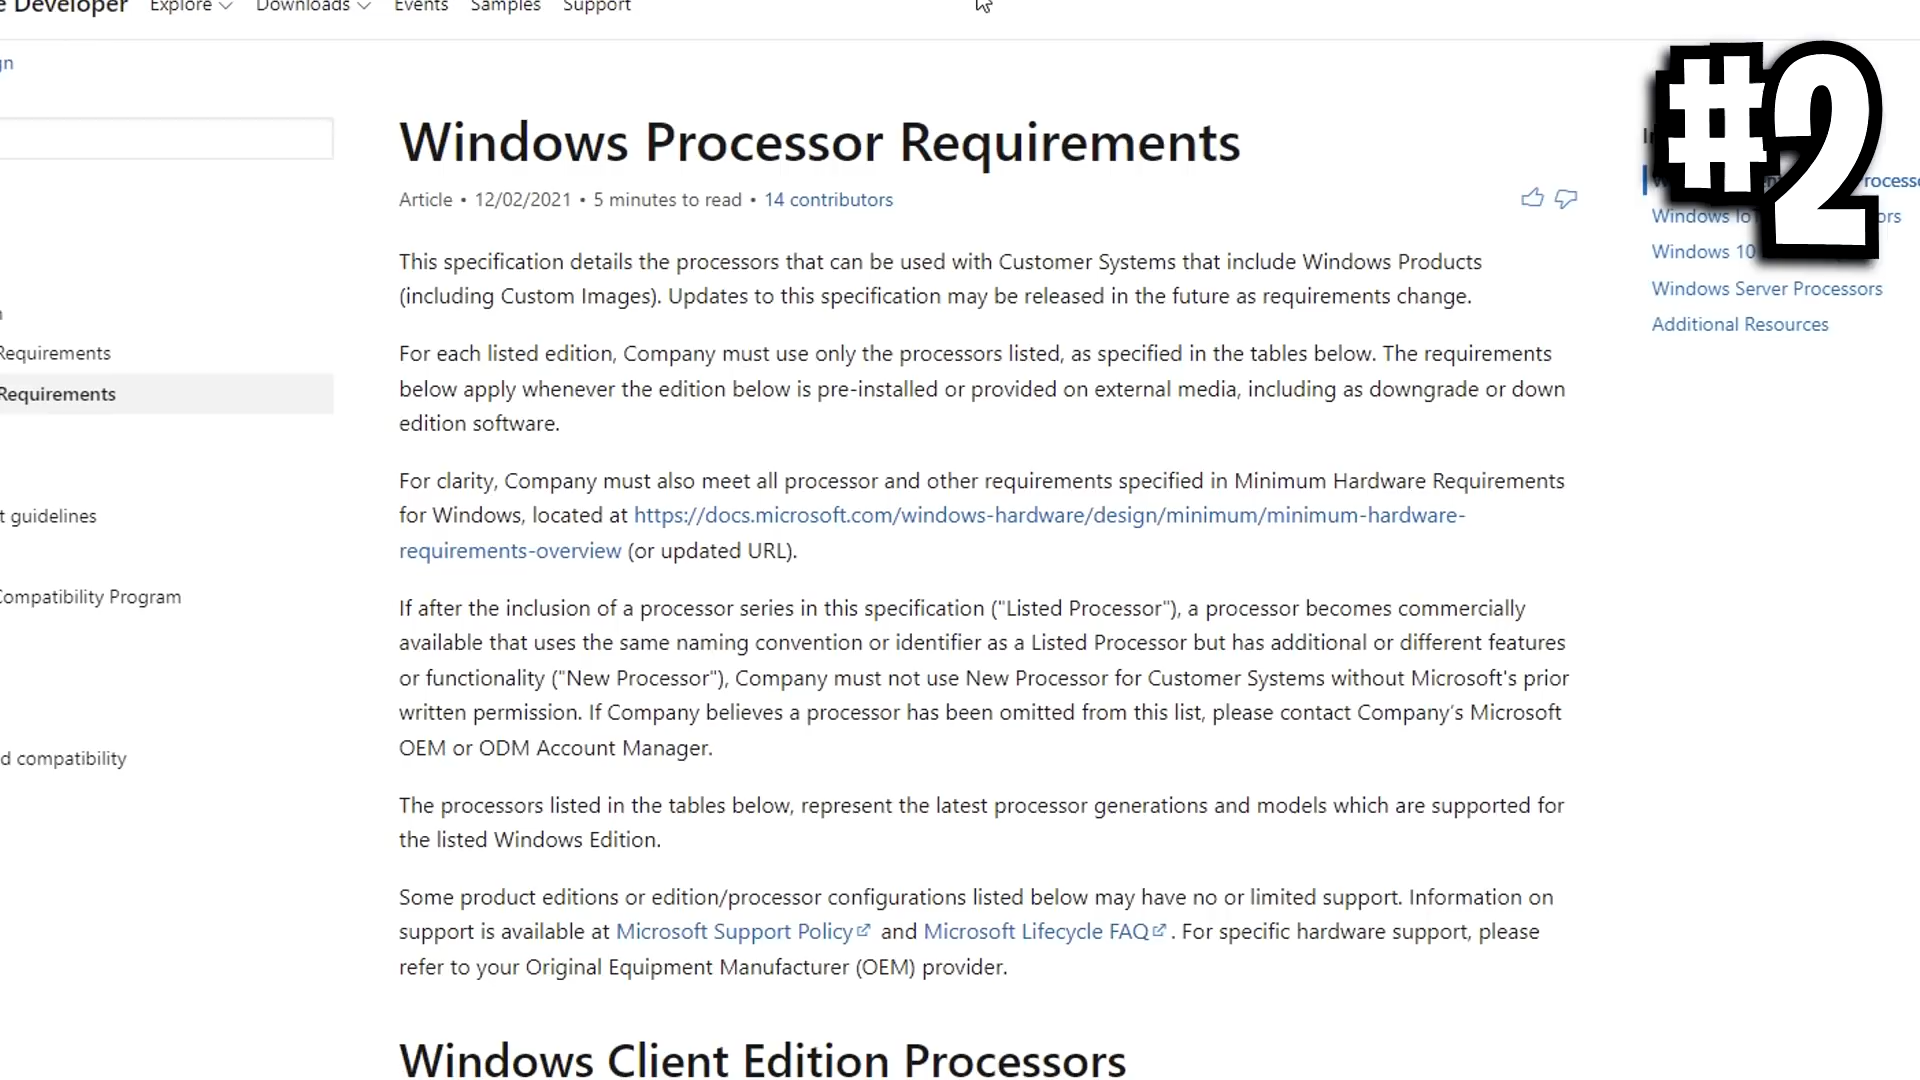 Developer Explore Downloads Events Samples Support
gn
#2
Windows Processor Requirements
Article • 12/02/2021 • 5 minutes to read • 14 contributors
This specification details the processors that can be used with Customer Systems that include Windows Products
(including Custom Images). Updates to this specification may be released in the future as requirements change.
For each listed edition, Company must use only the processors listed, as specified in the tables below. The requirements
below apply whenever the edition below is pre-installed or provided on external media, including as downgrade or down
edition software.
For clarity, Company must also meet all processor and other requirements specified in Minimum Hardware Requirements
for Windows, located at https://docs.microsoft.com/windows-hardware/design/minimum/minimum-hardware-
requirements-overview (or updated URL).
If after the inclusion of a processor series in this specification ("Listed Processor"), a processor becomes commercially
available that uses the same naming convention or identifier as a Listed Processor but has additional or different features
or functionality ("New Processor"), Company must not use New Processor for Customer Systems without Microsoft's prior
written permission. If Company believes a processor has been omitted from this list, please contact Company's Microsoft
OEM or ODM Account Manager.
The processors listed in the tables below, represent the latest processor generations and models which are supported for
the listed Windows Edition.
Some product editions or edition/processor configurations listed below may have no or limited support. Information on
support is available at Microsoft Support Policy and Microsoft Lifecycle FAQ. For specific hardware support, please
refer to your Original Equipment Manufacturer (OEM) provider.
Windows Client Edition Processors
Requirements
Requirements
t guidelines
Compatibility Program
d compatibility
Windows
Windows 10
Windows Server Processors
Additional Resources